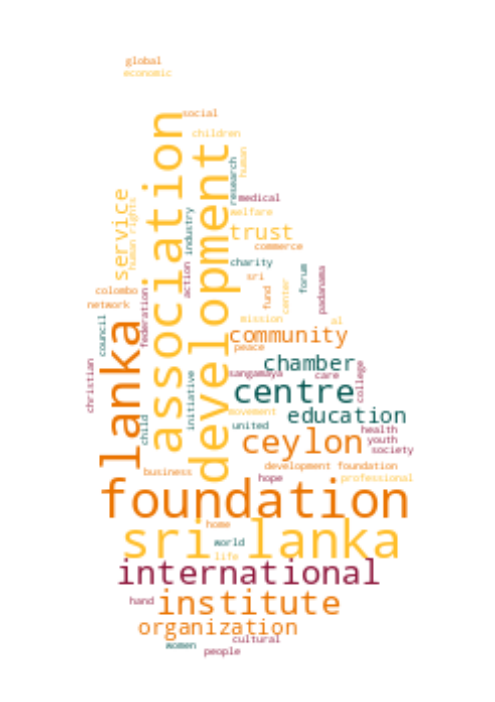 global
economic
social
children
association
development
research
human
medical
service
human rights
industry
welfare
trust
commerce
charity
action
sri
forum
padanama
colombo
network
federation
fund
center
mission
al
council
lanka
community
peace
chamber
christian
sangamaya
care
college
centre
initiative
movement
education
child
united
ceylon
health
youth
society
business
development foundation
hope
professional
foundation
home
sri lanka
world
life
international
hand
institute
organization
women
cultural
people